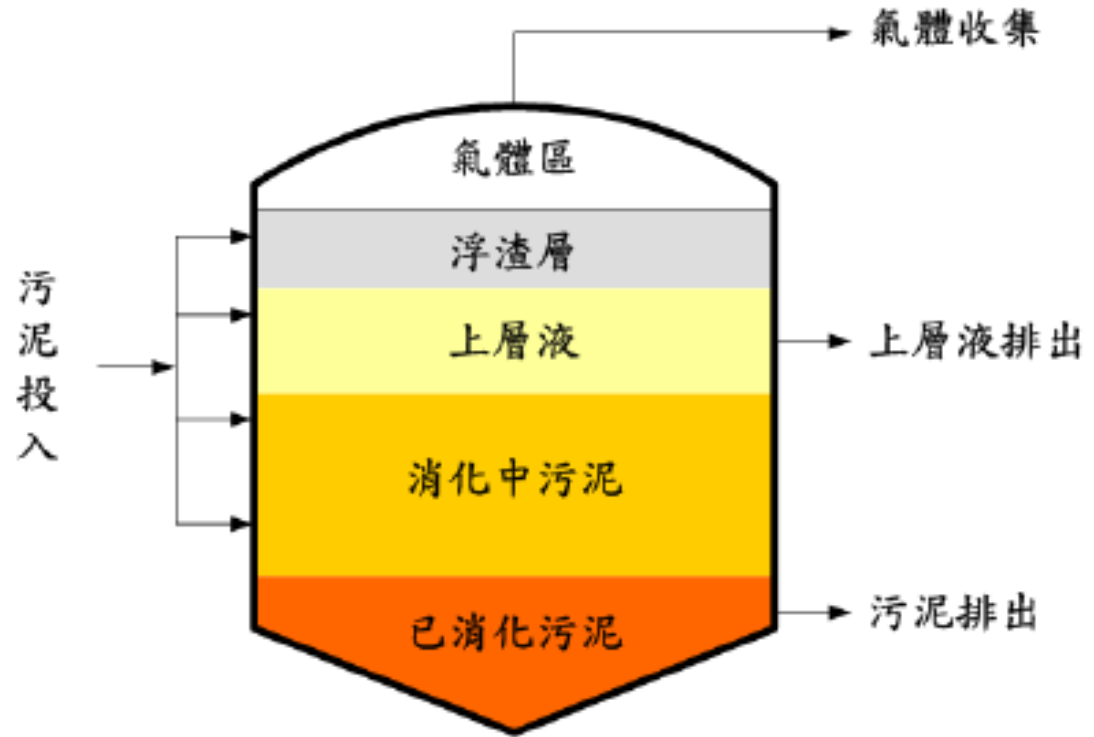 氣體收集
氣體區
浮渣層
污泥投入
上層液
上層液排出
消化中污泥
已消化污泥
污泥排出